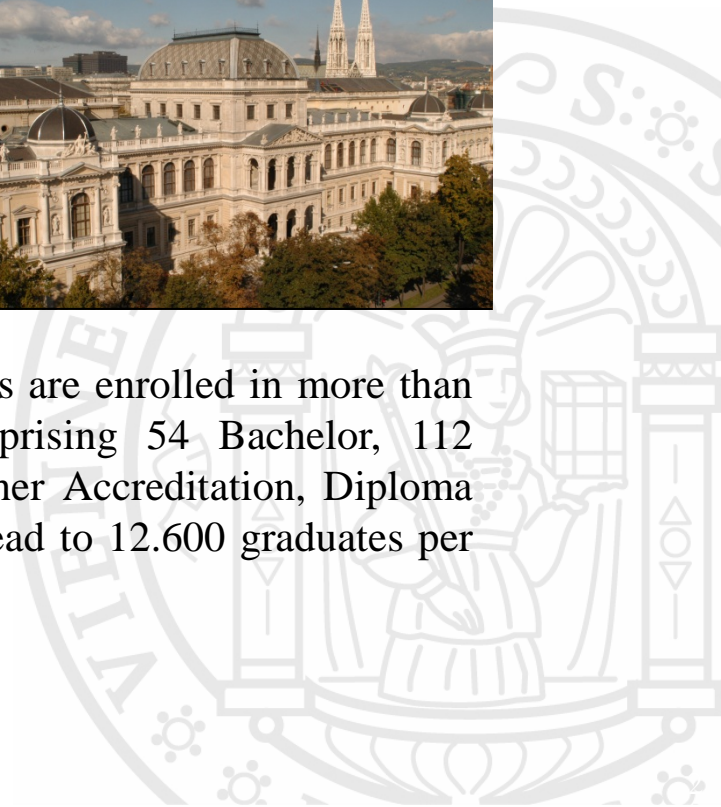 s are enrolled in more than
prising 54 Bachelor, 112
her Accreditation, Diploma
ead to 12.600 graduates per